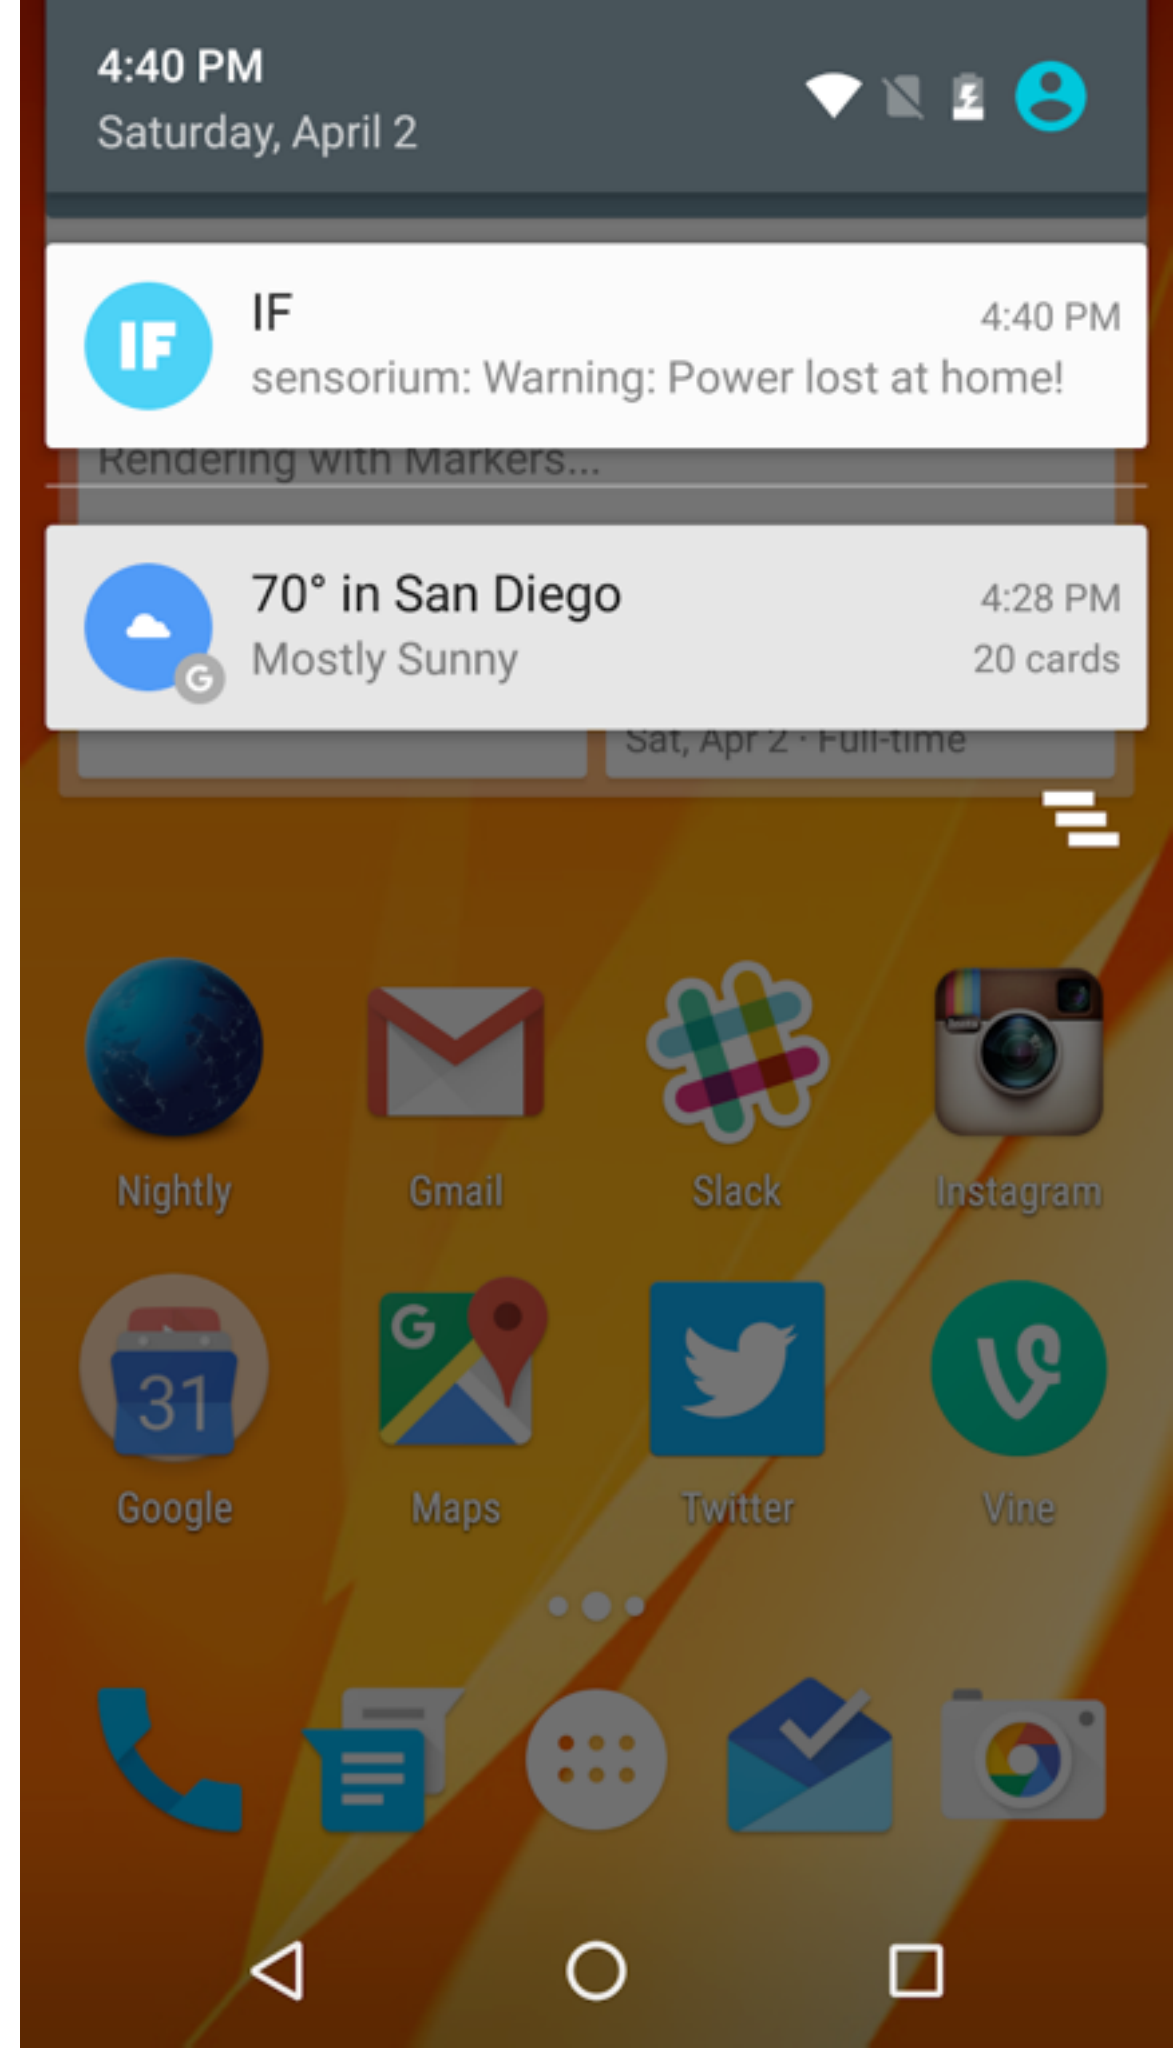 4:40 PM
Saturday, April 2
IF
IF
4:40 PM
sensorium: Warning: Power lost at home!
Rendering with Markers...
70° in San Diego
4:28 PM
Mostly Sunny
20 cards
G
Sat, Apr 2 · Full-time
Nightly
Gmail
Slack
Instagram
31
G
Google
Maps
Twitter
Vine